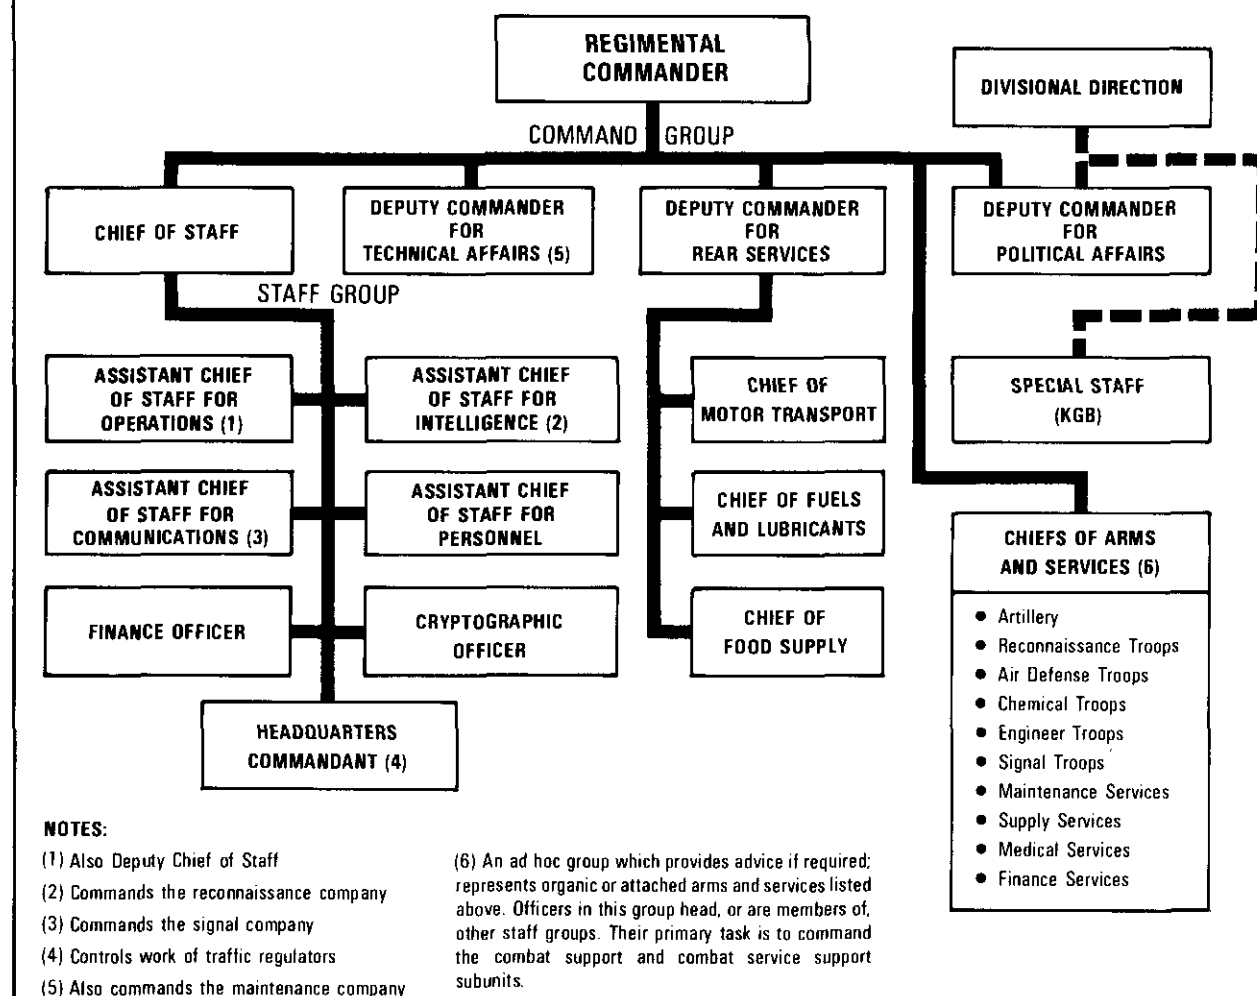 REGIMENTAL
COMMANDER
DIVISIONAL DIRECTION
COMMAND GROUP
CHIEF OF STAFF
DEPUTY COMMANDER
FOR
TECHNICAL AFFAIRS (5)
DEPUTY COMMANDER
FOR
REAR SERVICES
DEPUTY COMMANDER
FOR
POLITICAL AFFAIRS
STAFF GROUP
ASSISTANT CHIEF
OF STAFF FOR
OPERATIONS (1)
ASSISTANT CHIEF
OF STAFF FOR
INTELLIGENCE (2)
CHIEF OF
MOTOR TRANSPORT
SPECIAL STAFF
(KGB)
ASSISTANT CHIEF
OF STAFF FOR
COMMUNICATIONS (3)
ASSISTANT CHIEF
OF STAFF FOR
PERSONNEL
CHIEF OF FUELS
AND LUBRICANTS
CHIEFS OF ARMS
AND SERVICES (6)
FINANCE OFFICER
CRYPTOGRAPHIC
OFFICER
CHIEF OF
FOOD SUPPLY
● Artillery
● Reconnaissance Troops
● Air Defense Troops
● Chemical Troops
● Engineer Troops
● Signal Troops
● Maintenance Services
● Supply Services
● Medical Services
● Finance Services
HEADQUARTERS
COMMANDANT (4)
NOTES:
(1) Also Deputy Chief of Staff
(2) Commands the reconnaissance company
(3) Commands the signal company
(4) Controls work of traffic regulators
(5) Also commands the maintenance company
(6) An ad hoc group which provides advice if required;
represents organic or attached arms and services listed
above. Officers in this group head, or are members of,
other staff groups. Their primary task is to command
the combat support and combat service support
subunits.